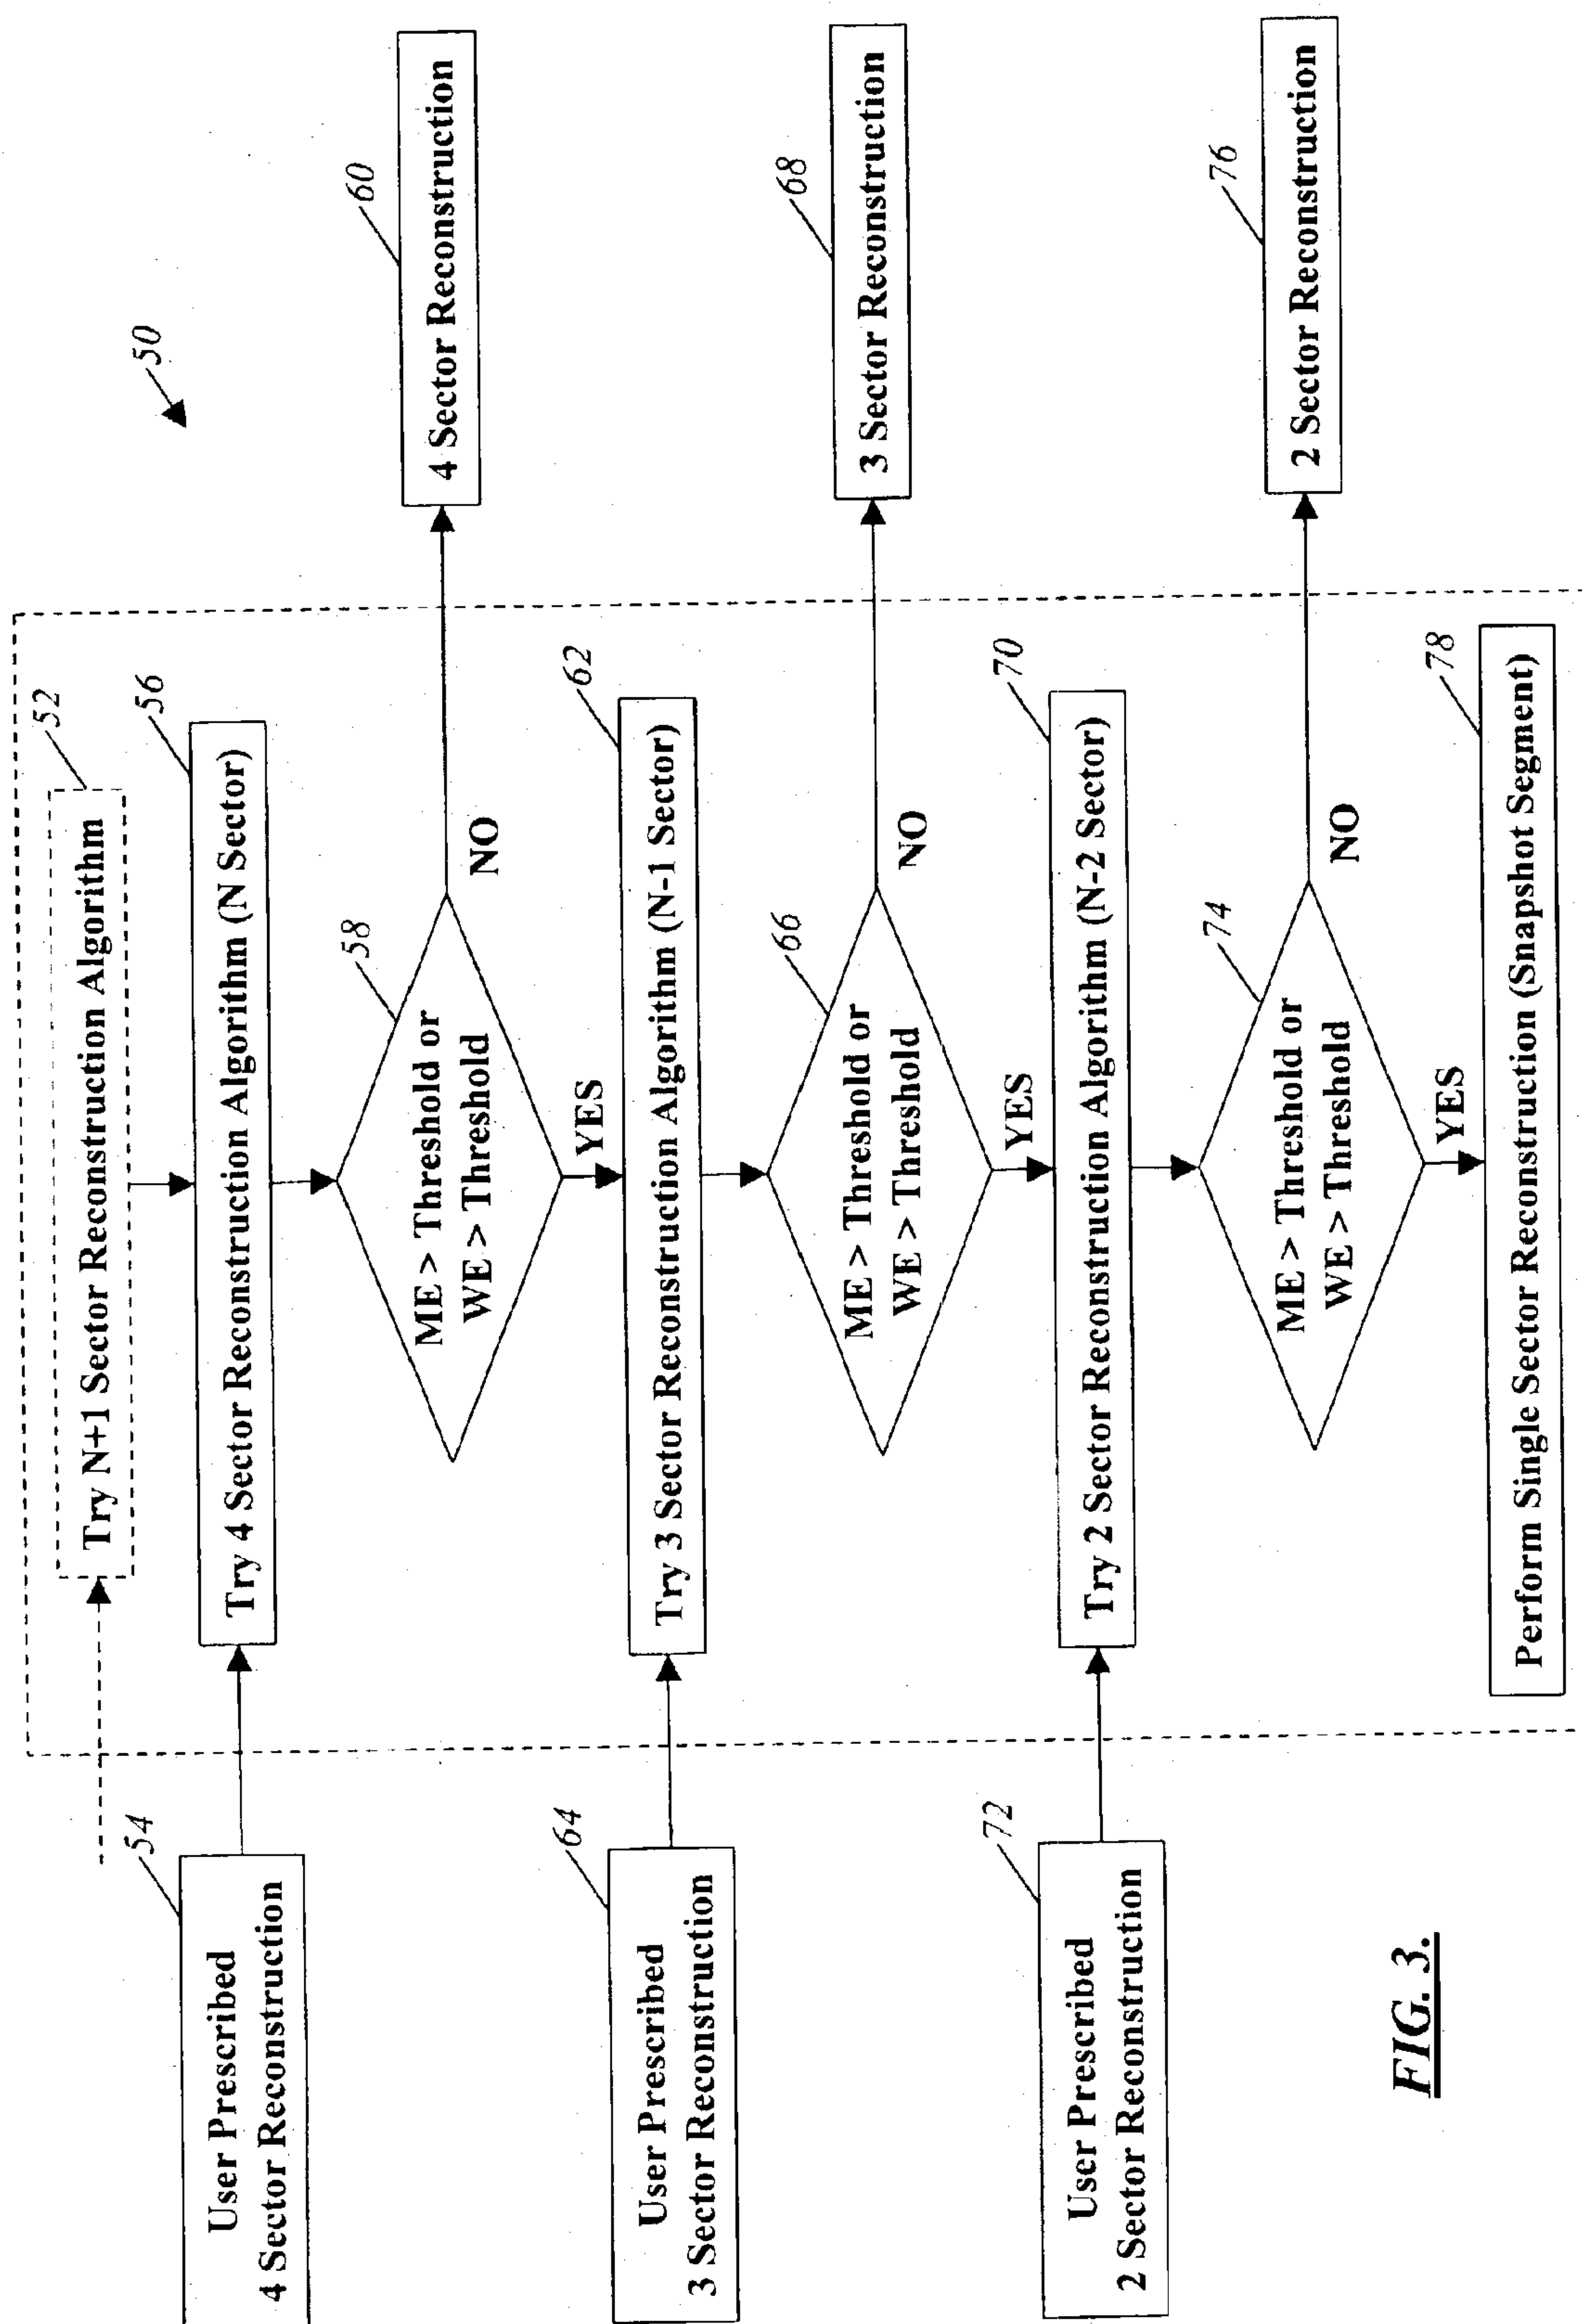 50
52
Try N+1 Sector Reconstruction Algorithm
54
User Prescribed
4 Sector Reconstruction
56
Try 4 Sector Reconstruction Algorithm (N Sector)
58
ME > Threshold or
WE > Threshold
NO
60
4 Sector Reconstruction
YES
64
User Prescribed
3 Sector Reconstruction
62
Try 3 Sector Reconstruction Algorithm (N-1 Sector)
66
ME > Threshold or
WE > Threshold
NO
68
3 Sector Reconstruction
YES
72
User Prescribed
2 Sector Reconstruction
70
Try 2 Sector Reconstruction Algorithm (N-2 Sector)
74
ME > Threshold or
WE > Threshold
NO
76
2 Sector Reconstruction
YES
78
Perform Single Sector Reconstruction (Snapshot Segment)
FIG. 3.